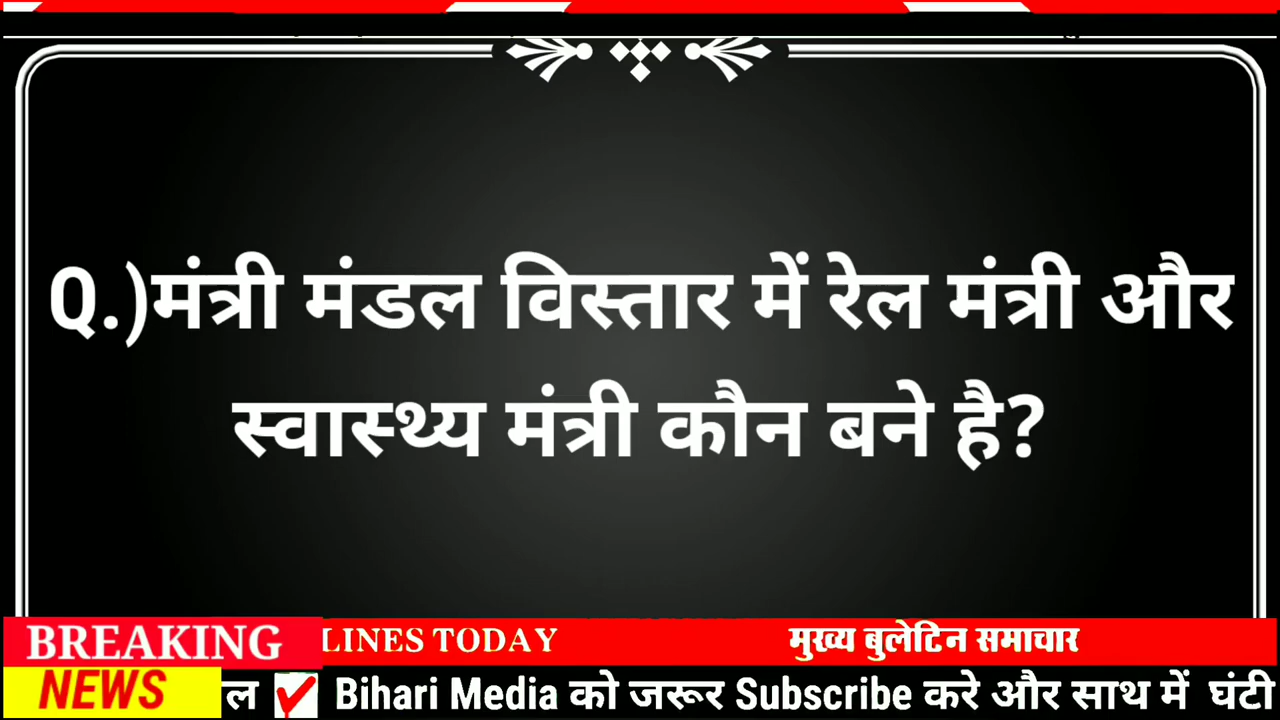 Q.)मंत्री मंडल विस्तार में रेल मंत्री और
स्वास्थ्य मंत्री कौन बने है?
BREAKING
LINES TODAY मुख्य बुलेटिन समाचार
NEWS
ल ✔ Bihari Media को जरूर Subscribe करे और साथ में घंटी